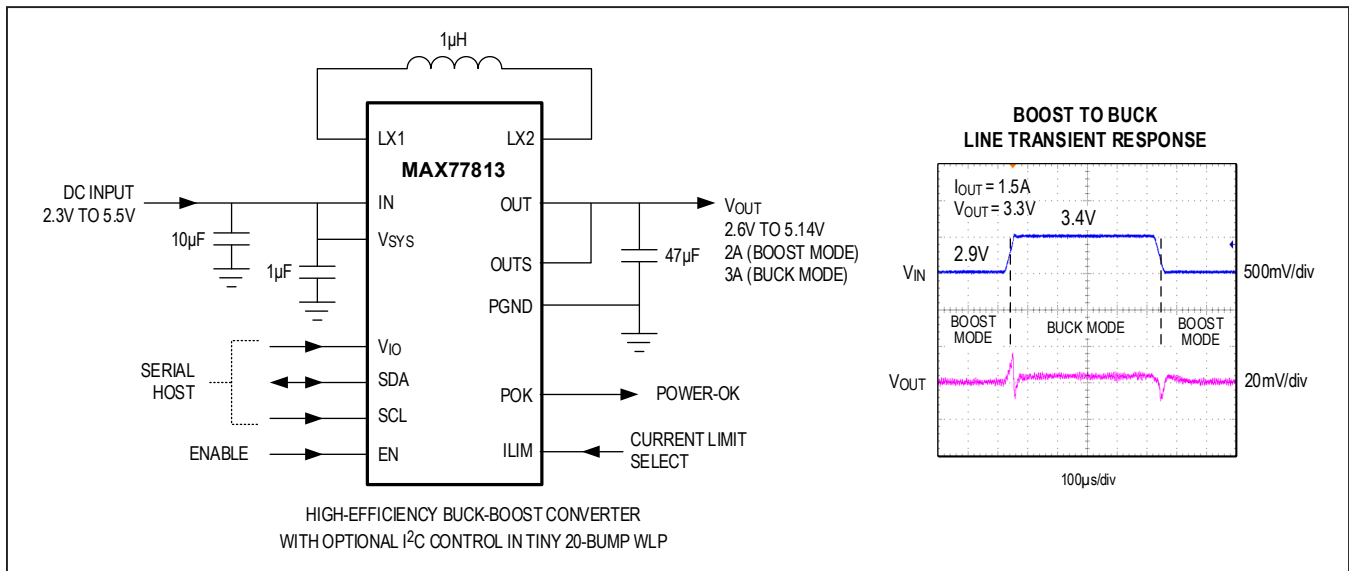 1µH
LX1
LX2
MAX77813
DC INPUT
2.3V TO 5.5V
IN
OUT
VOUT
2.6V TO 5.14V
2A (BOOST MODE)
3A (BUCK MODE)
10µF
VSYS
1µF
OUTS
47µF
PGND
SERIAL
HOST
VIO
SDA
SCL
POK
POWER-OK
ENABLE
EN
ILIM
CURRENT LIMIT
SELECT
HIGH-EFFICIENCY BUCK-BOOST CONVERTER
WITH OPTIONAL I2C CONTROL IN TINY 20-BUMP WLP
BOOST TO BUCK
LINE TRANSIENT RESPONSE
IOUT = 1.5A
VOUT = 3.3V
3.4V
2.9V
VIN
500mV/div
BOOST
MODE
BUCK MODE
BOOST
MODE
VOUT
20mV/div
100µs/div